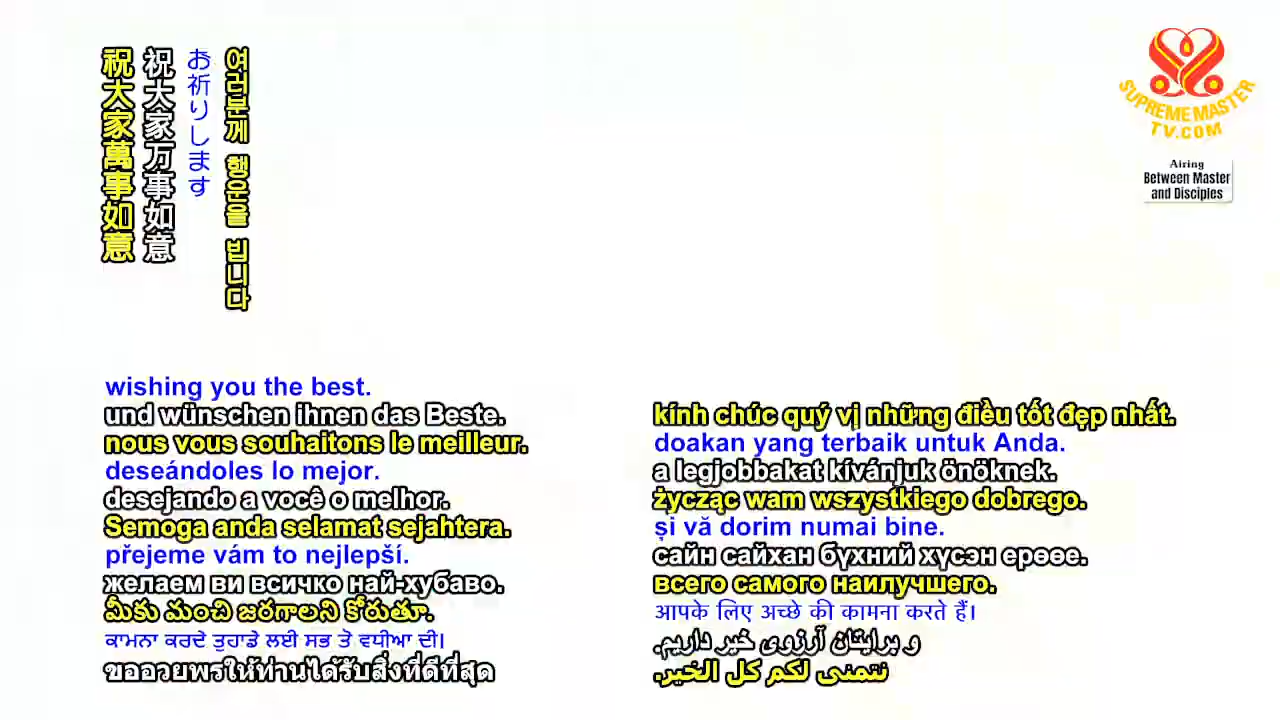 祝大家萬事如意
祝大家万事如意
お祈りします
여러분께 행운을 빕니다
SUPREME MASTER
TV.COM
Airing
Between Master
and Disciples
wishing you the best.
und wünschen ihnen das Beste.
nous vous souhaitons le meilleur.
deseándoles lo mejor.
desejando a você o melhor.
Semoga anda selamat sejahtera.
přejeme vám to nejlepší.
желаем ви всичко най-хубаво.
మీకు మంచి జరగాలని కోరుతూ.
ਕਾਮਨਾ ਕਰਦੇ ਤੁਹਾਡੇ ਲਈ ਸਭ ਤੋ ਵਧੀਆ ਦੀ।
ขออวยพรให้ท่านได้รับสิ่งที่ดีที่สุด
kính chúc quý vị những điều tốt đẹp nhất.
doakan yang terbaik untuk Anda.
a legjobbakat kívánjuk önöknek.
życząc wam wszystkiego dobrego.
și vă dorim numai bine.
сайн сайхан бүхний хүсэн ерөөе.
всего самого наилучшего.
आपके लिए अच्छे की कामना करते हैं।
و برایتان آرزوی خیر داریم.
نتمنى لكم كل الخير.